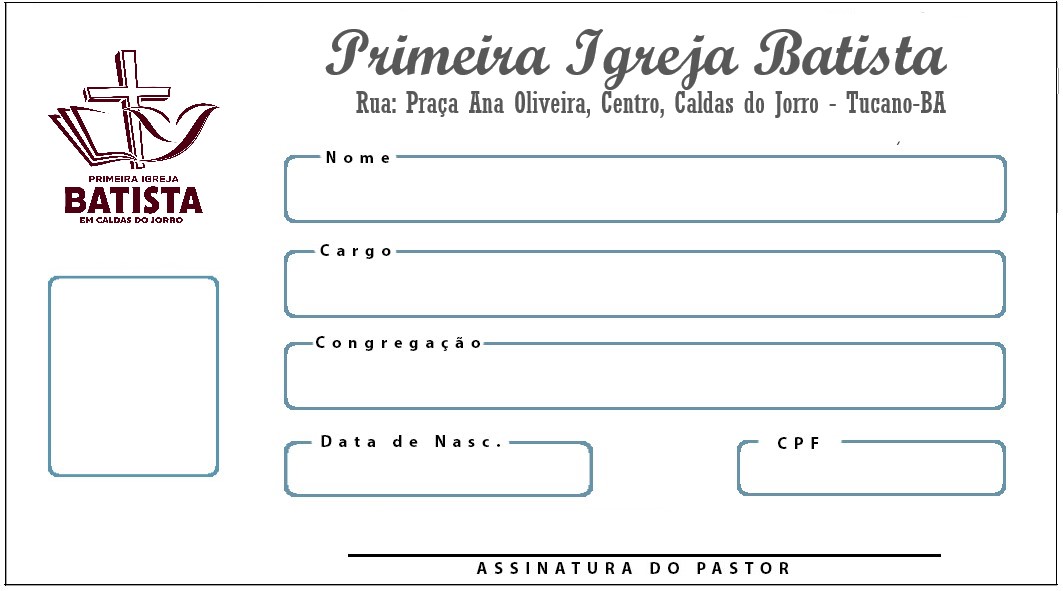 Primeira Igreja Batista
Rua: Praça Ana Oliveira, Centro, Caldas do Jorro - Tucano-BA
PRIMEIRA IGREJA
BATISTA
EM CALDAS DO JORRO
Nome
Cargo
Congregação
Data de Nasc.
CPF
ASSINATURA DO PASTOR